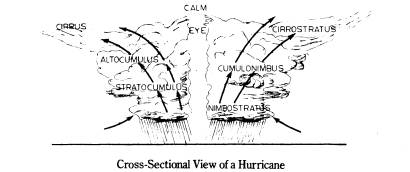 CALM
EYE
CIRRUS
CIRROSTRATUS
ALTOCUMULUS
CUMULONIMBUS
STRATOCUMULUS
NIMBOSTRATUS
Cross-Sectional View of a Hurricane